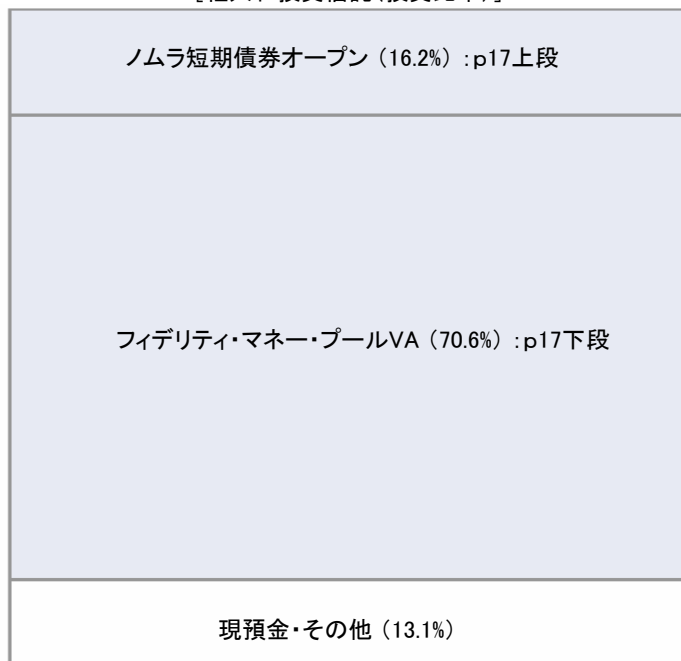 ノムラ短期債券オープン（16.2%）：p17上段
フィデリティ・マネー・プールVA（70.6%）：p17下段
現預金・その他（13.1%）